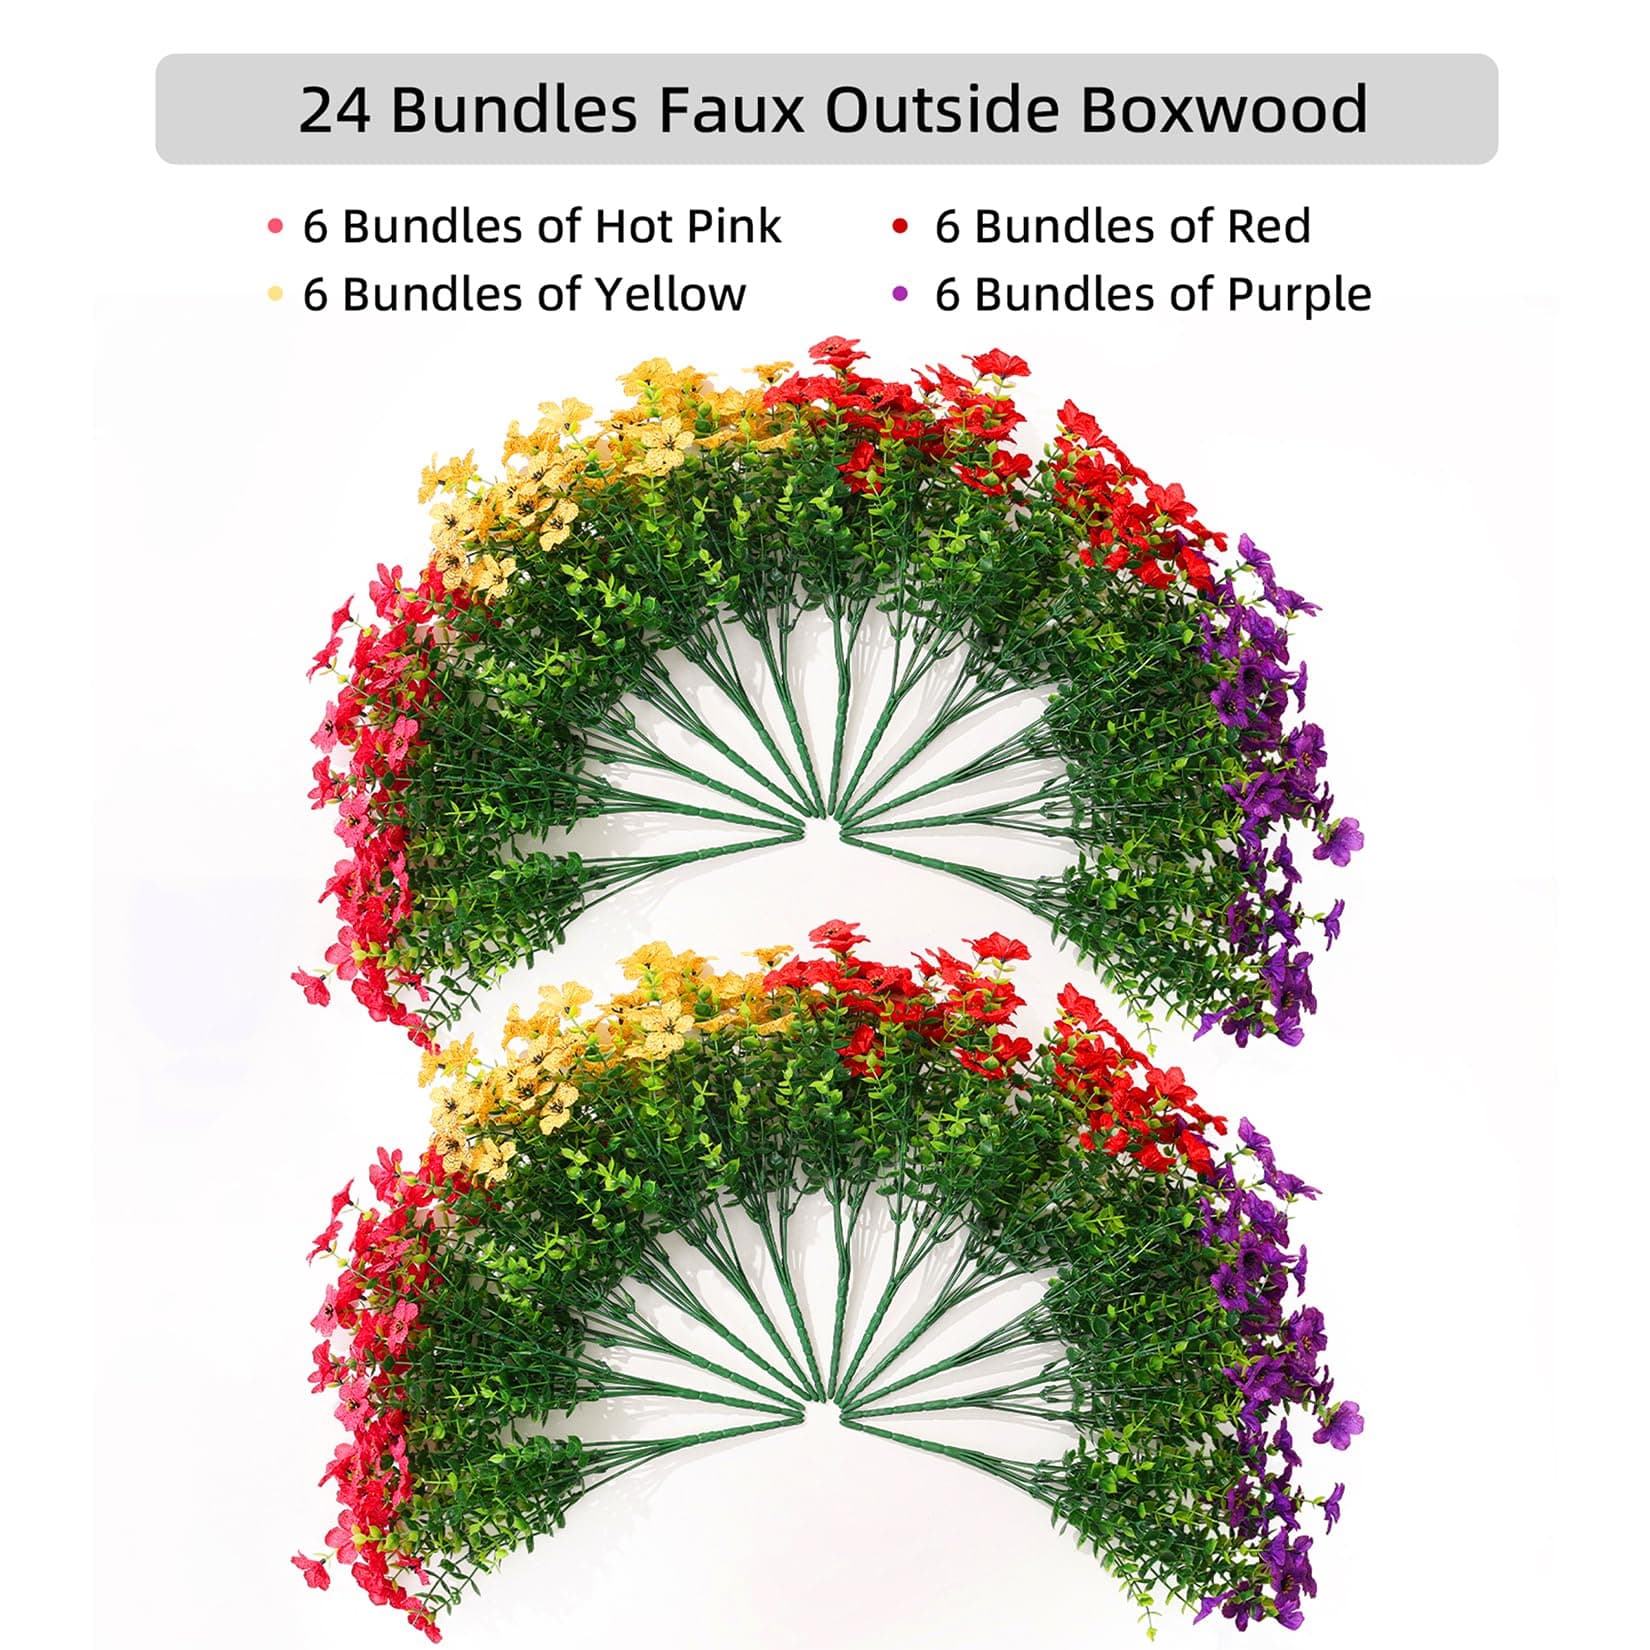 24 Bundles Faux Outside Boxwood
6 Bundles of Hot Pink
6 Bundles of Red
6 Bundles of Yellow
6 Bundles of Purple